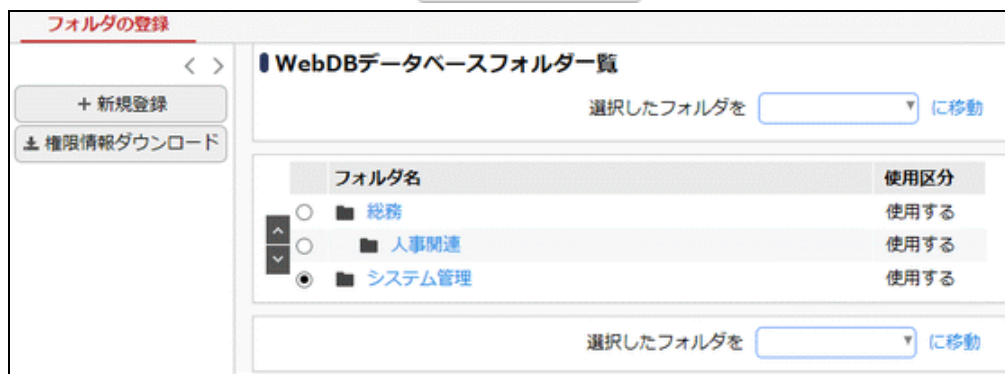 フォルダの登録
WebDBデータベースフォルダ一覧
+ 新規登録
権限情報ダウンロード
選択したフォルダを に移動
フォルダ名 使用区分
総務 使用する
人事関連 使用する
システム管理 使用する
選択したフォルダを に移動